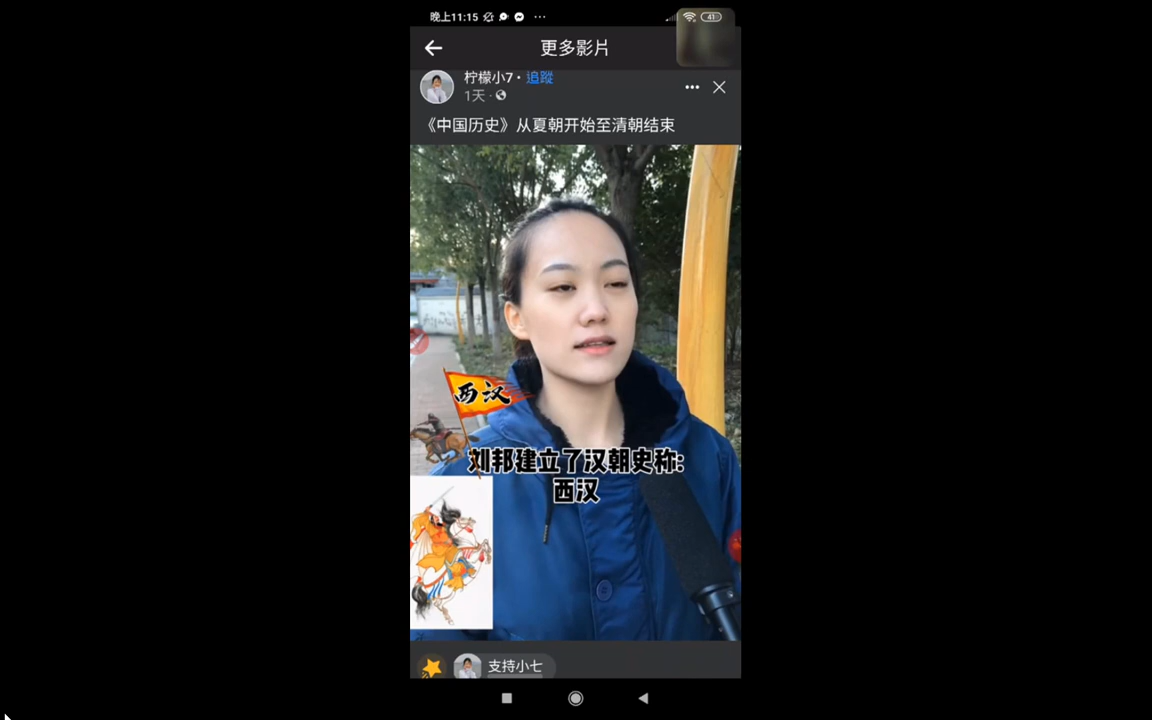 晚上11:15 ...
41
更多影片
柠檬小7 · 追蹤
1天 ·
《中国历史》从夏朝开始至清朝结束
西汉
刘邦建立了汉朝史称:
西汉
支持小七